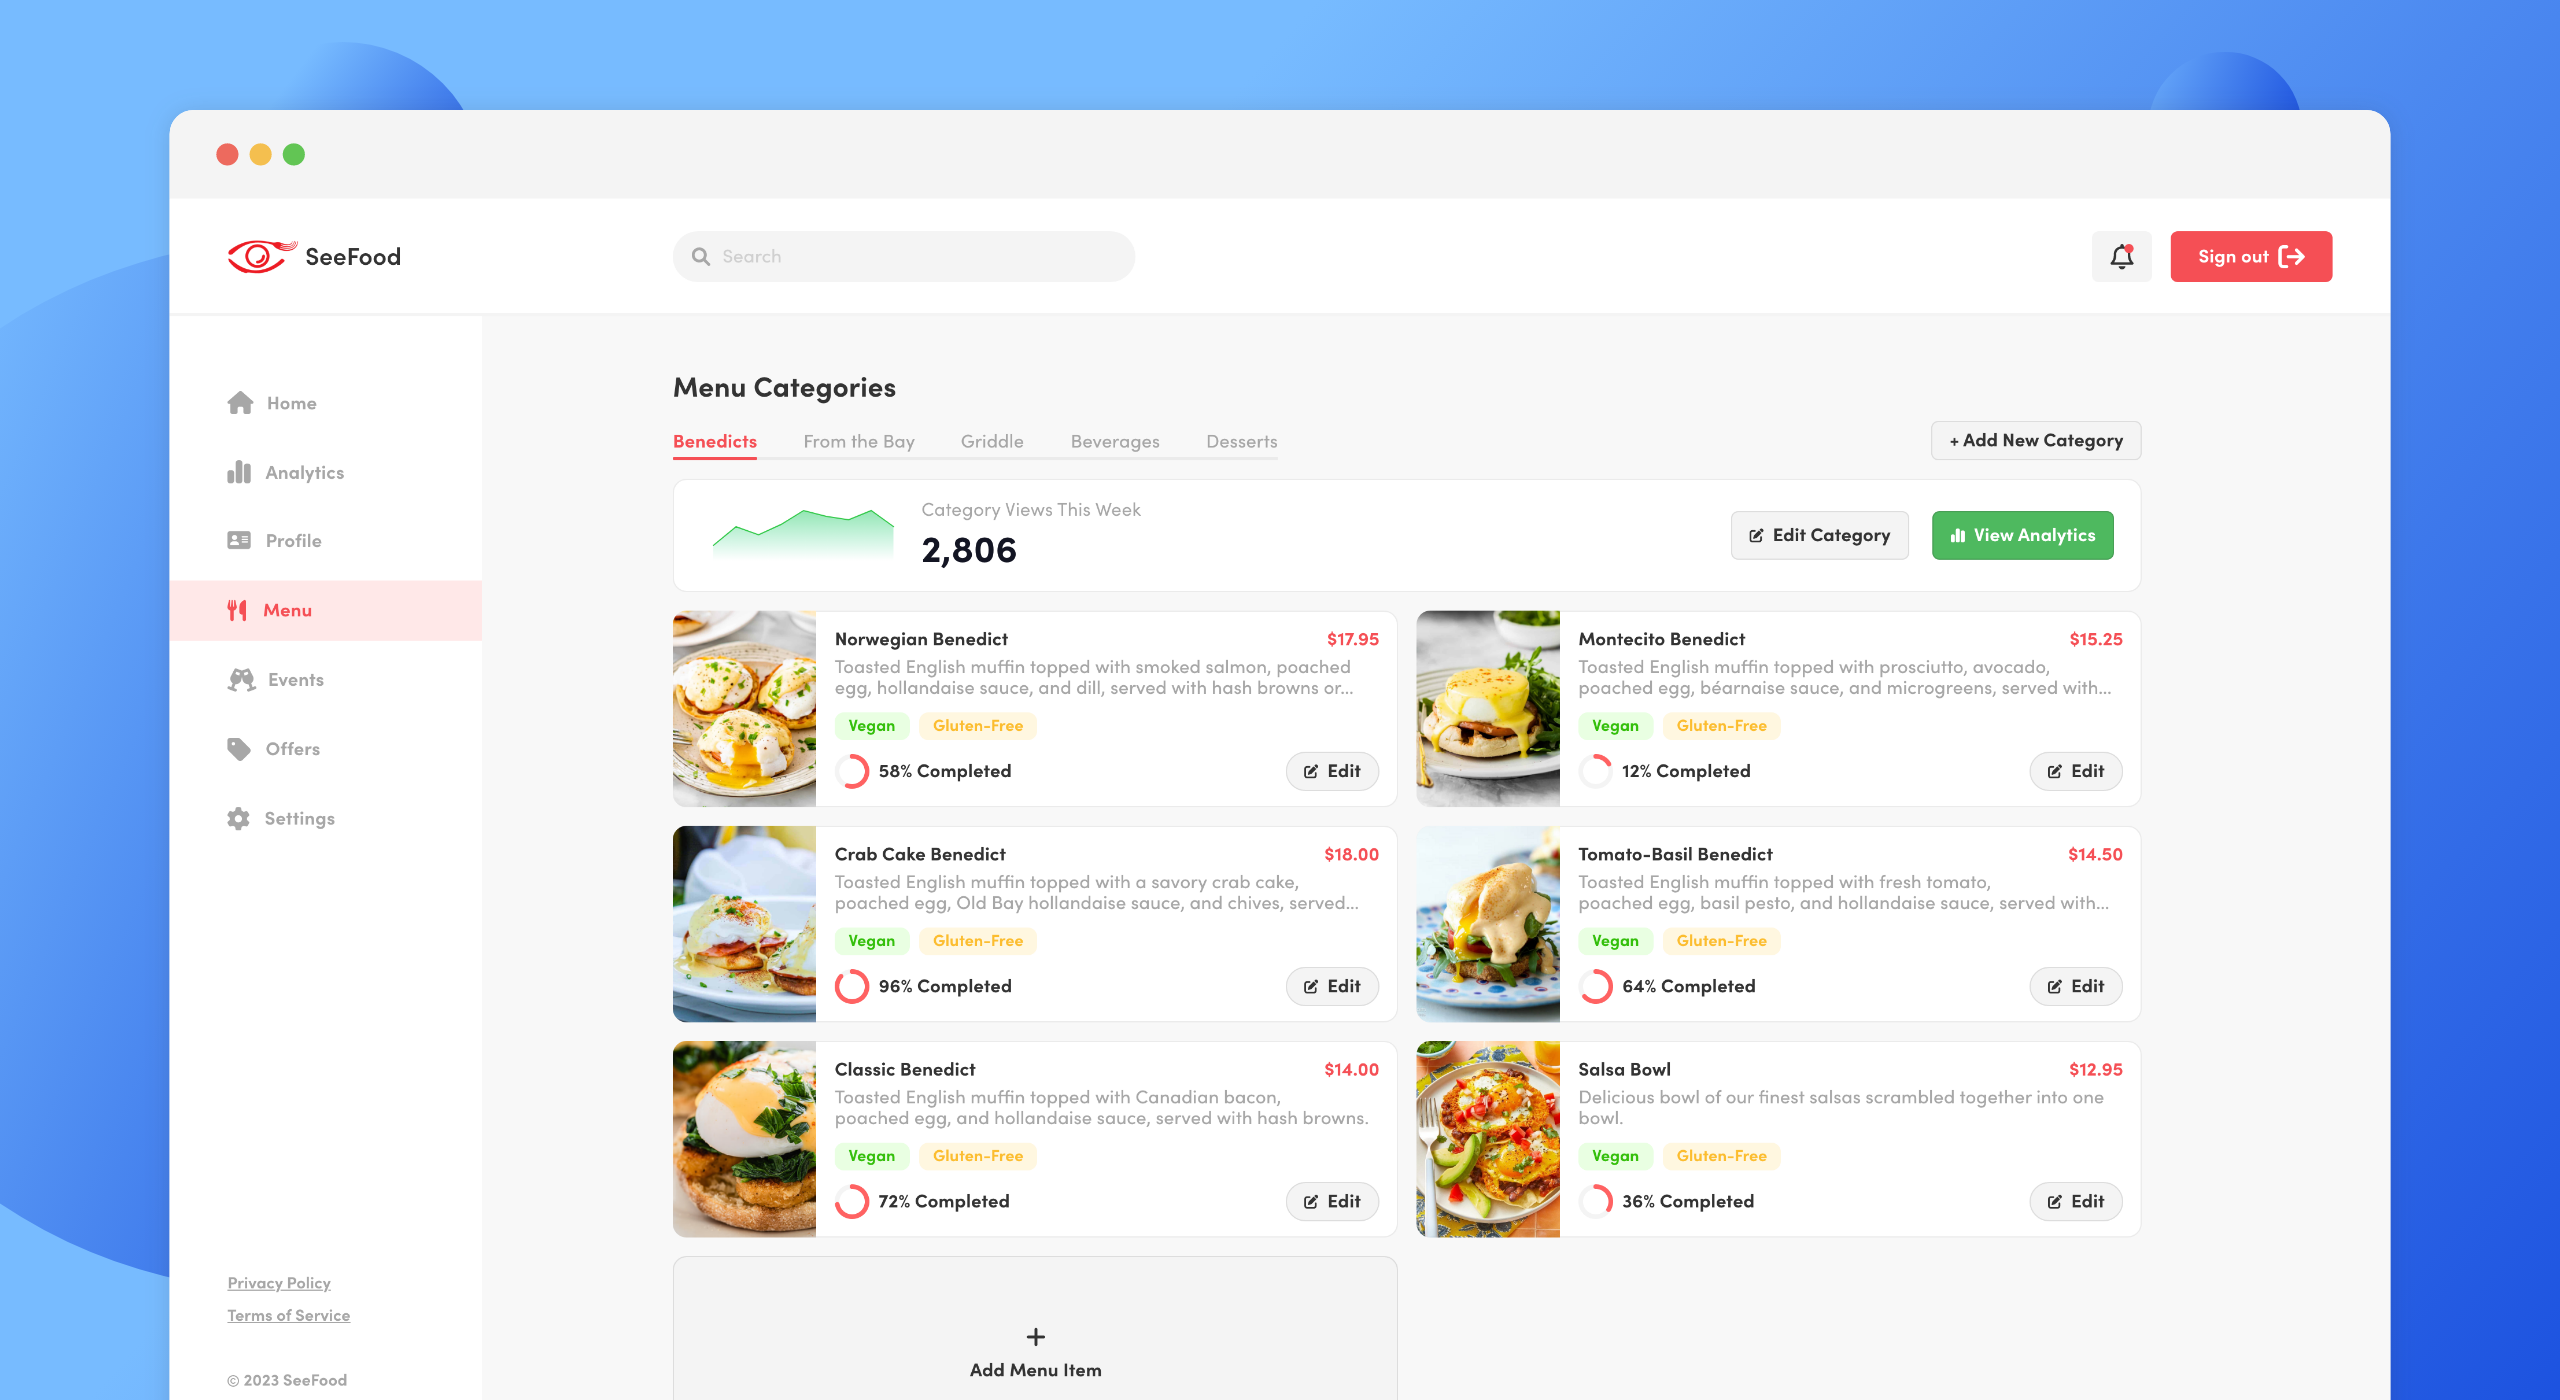 SeeFood
Search
Sign out
Home
Analytics
Profile
Menu
Events
Offers
Settings
Privacy Policy
Terms of Service
© 2023 SeeFood
Menu Categories
Benedicts
From the Bay
Griddle
Beverages
Desserts
+ Add New Category
Category Views This Week
2,806
Edit Category
View Analytics
Norwegian Benedict
$17.95
Toasted English muffin topped with smoked salmon, poached
egg, hollandaise sauce, and dill, served with hash browns or...
Vegan
Gluten-Free
58% Completed
Edit
Montecito Benedict
$15.25
Toasted English muffin topped with prosciutto, avocado,
poached egg, béarnaise sauce, and microgreens, served with...
Vegan
Gluten-Free
12% Completed
Edit
Crab Cake Benedict
$18.00
Toasted English muffin topped with a savory crab cake,
poached egg, Old Bay hollandaise sauce, and chives, served...
Vegan
Gluten-Free
96% Completed
Edit
Tomato-Basil Benedict
$14.50
Toasted English muffin topped with fresh tomato,
poached egg, basil pesto, and hollandaise sauce, served with...
Vegan
Gluten-Free
64% Completed
Edit
Classic Benedict
$14.00
Toasted English muffin topped with Canadian bacon,
poached egg, and hollandaise sauce, served with hash browns.
Vegan
Gluten-Free
72% Completed
Edit
Salsa Bowl
$12.95
Delicious bowl of our finest salsas scrambled together into one
bowl.
Vegan
Gluten-Free
36% Completed
Edit
+
Add Menu Item